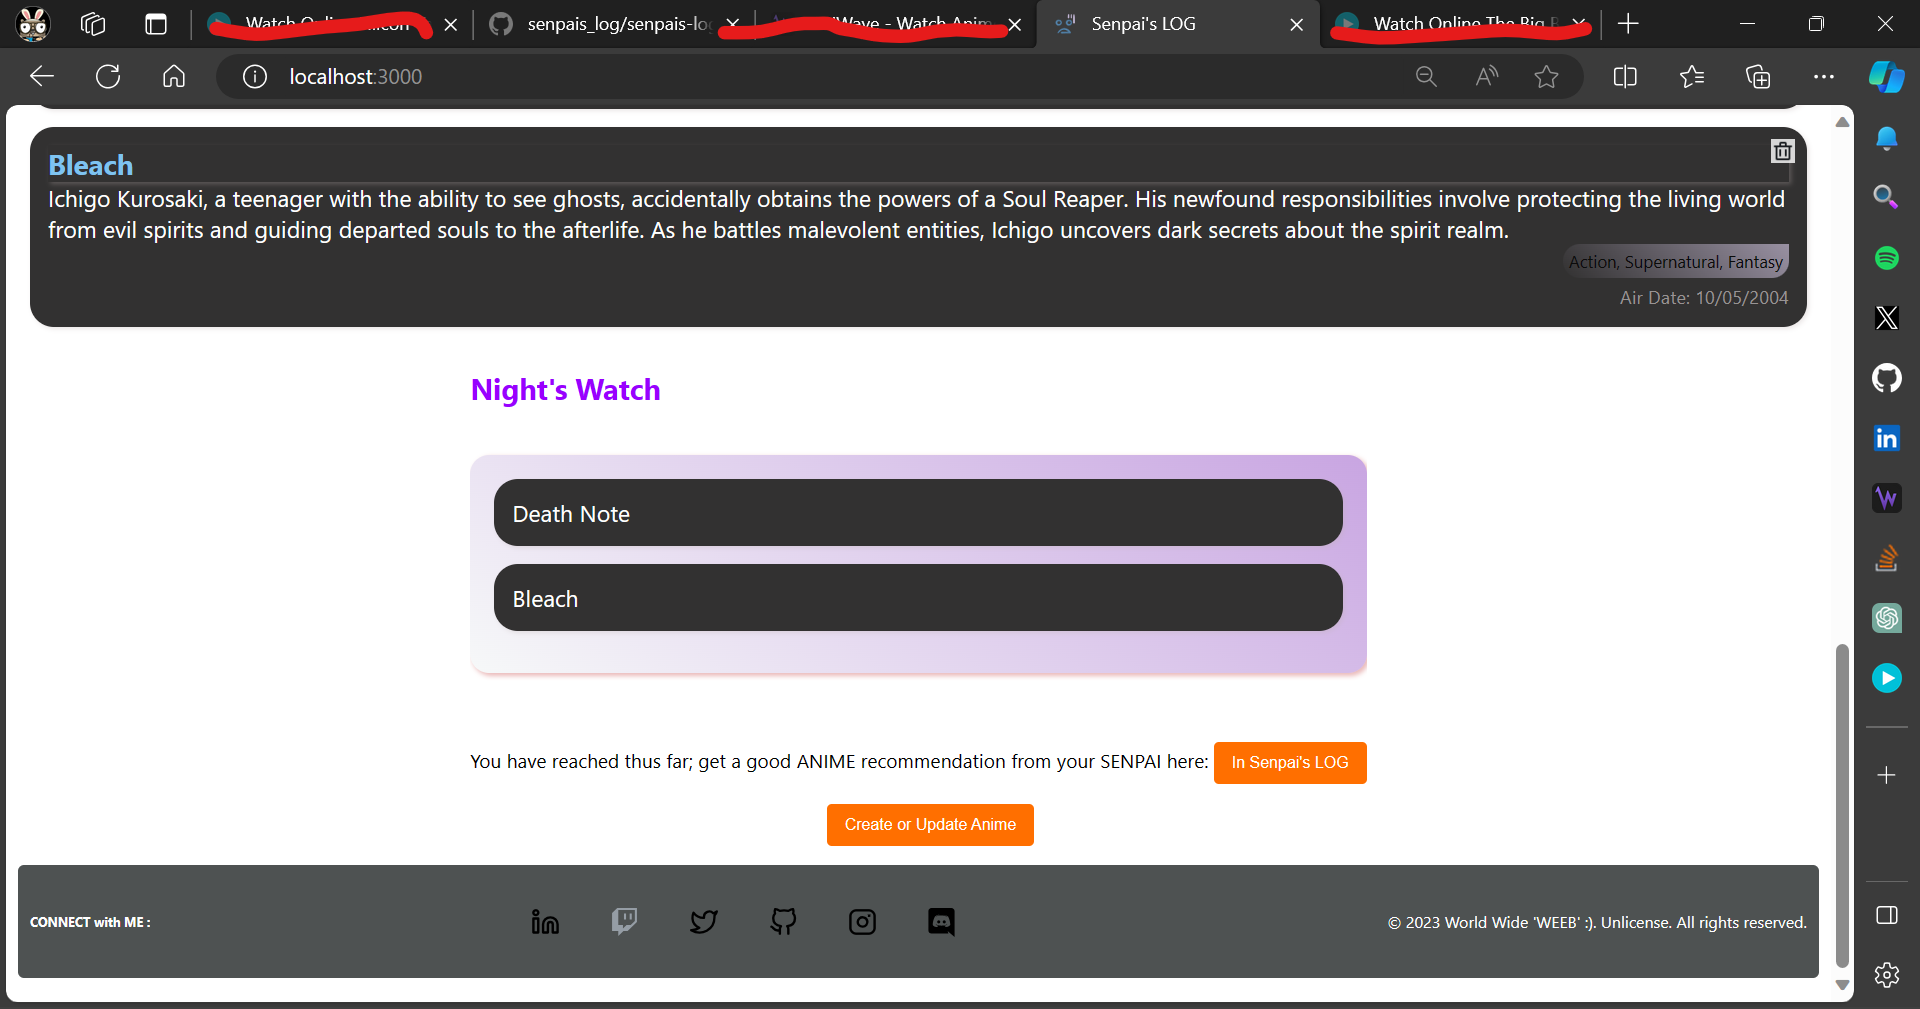 Watch Onli
senpais_log/senpais-log
Wave - Watch Anim
Senpai's LOG
Watch Online The Big B
localhost:3000
Bleach
Ichigo Kurosaki, a teenager with the ability to see ghosts, accidentally obtains the powers of a Soul Reaper. His newfound responsibilities involve protecting the living world
from evil spirits and guiding departed souls to the afterlife. As he battles malevolent entities, Ichigo uncovers dark secrets about the spirit realm.
Action, Supernatural, Fantasy
Air Date: 10/05/2004
Night's Watch
Death Note
Bleach
You have reached thus far; get a good ANIME recommendation from your SENPAI here: In Senpai's LOG
Create or Update Anime
CONNECT with ME :
© 2023 World Wide 'WEEB' :). Unlicense. All rights reserved.